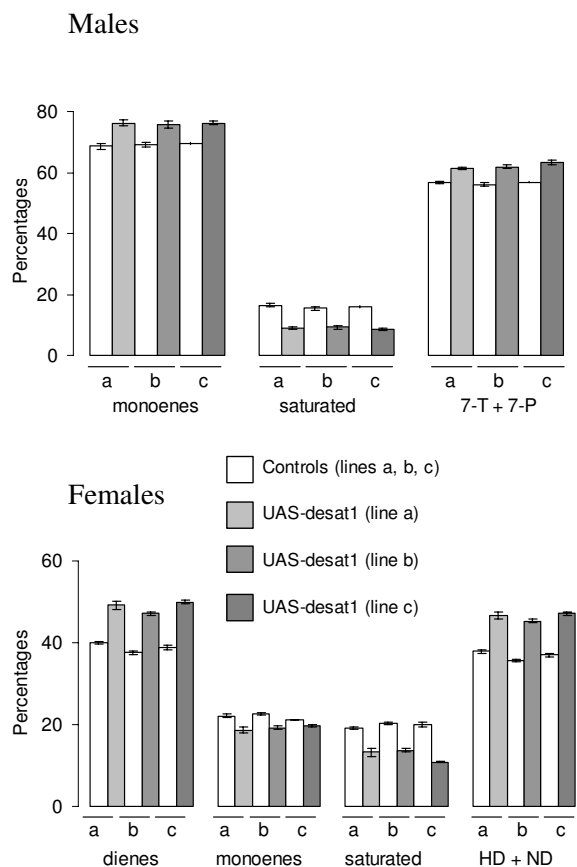 Males
80
60
40
20
0
Percentages
a b c a b c a b c
monoenes saturated 7-T + 7-P
Controls (lines a, b, c)
UAS-desat1 (line a)
UAS-desat1 (line b)
UAS-desat1 (line c)
Females
60
40
20
0
Percentages
a b c a b c a b c a b c
dienes monoenes saturated HD + ND